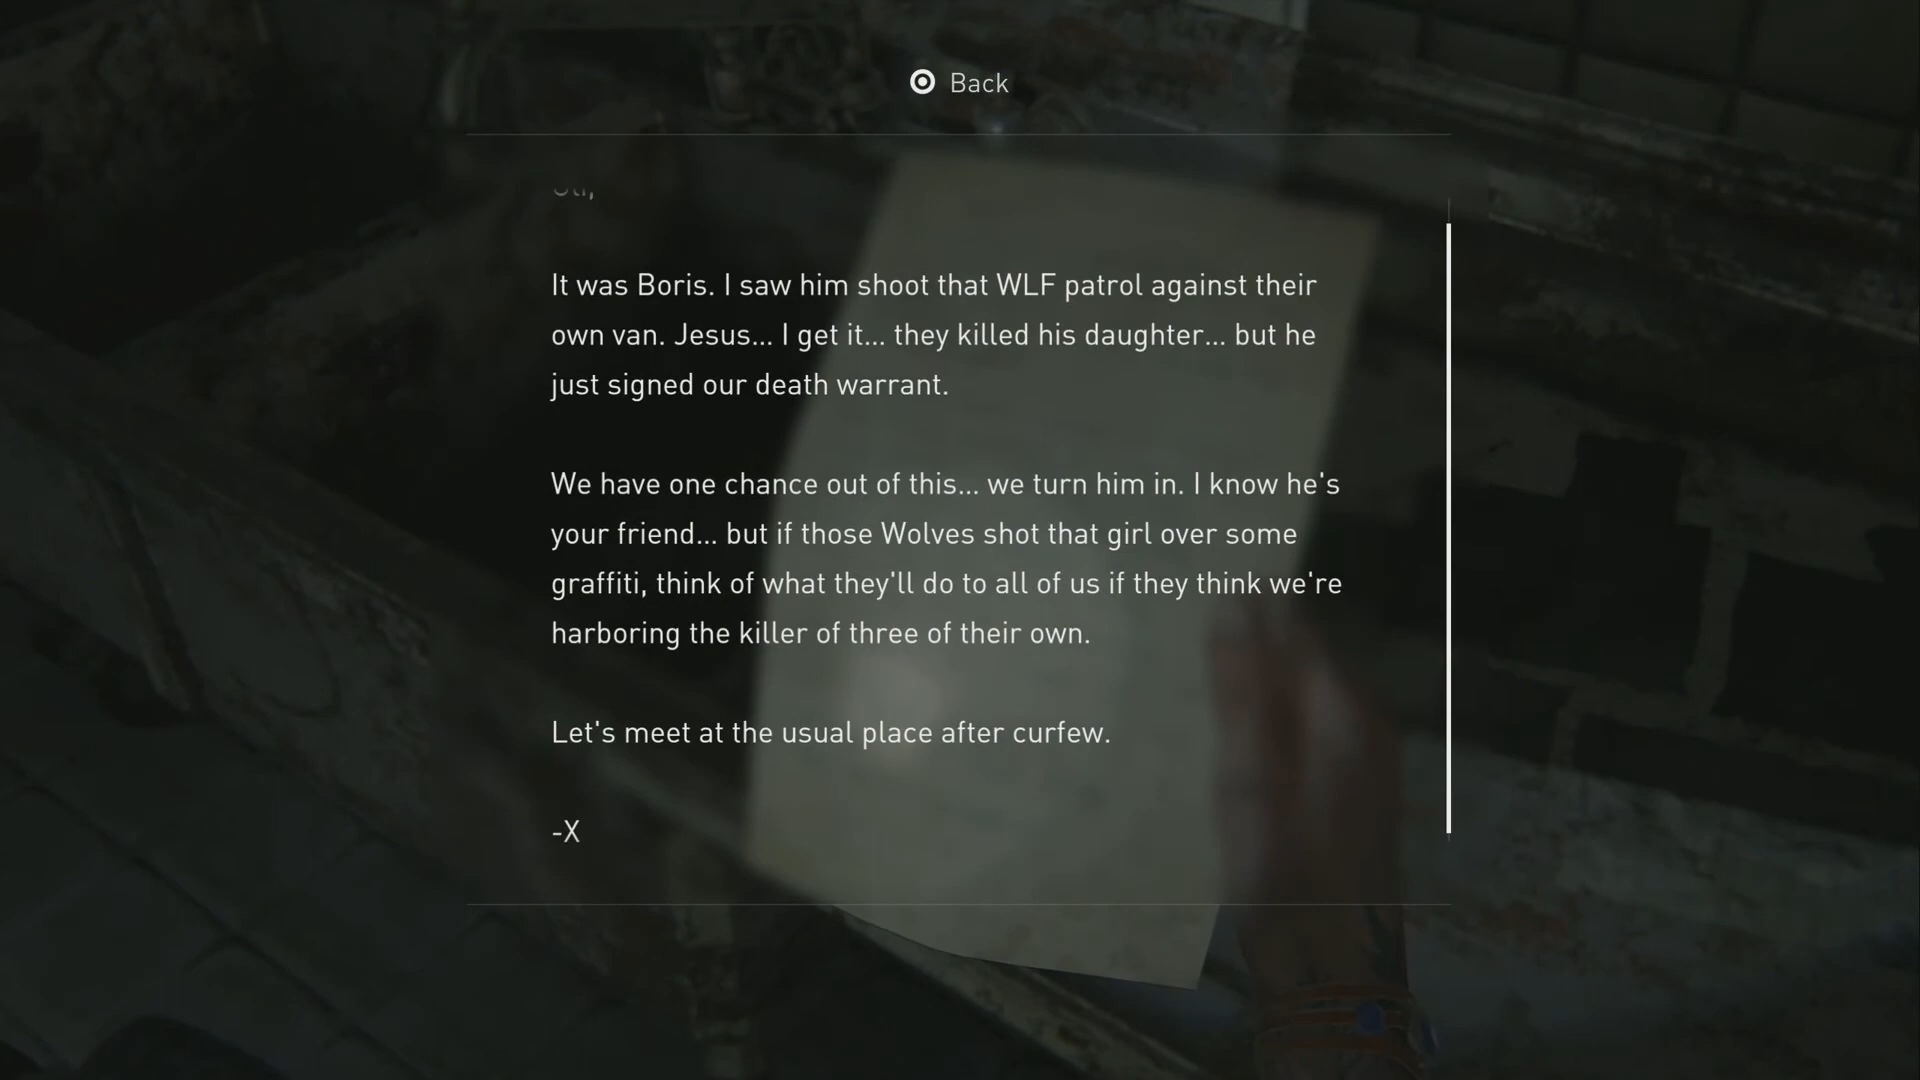 Back
It was Boris. I saw him shoot that WLF patrol against their
own van. Jesus... I get it... they killed his daughter... but he
just signed our death warrant.
We have one chance out of this... we turn him in. I know he's
your friend... but if those Wolves shot that girl over some
graffiti, think of what they'll do to all of us if they think we're
harboring the killer of three of their own.
Let's meet at the usual place after curfew.
-X